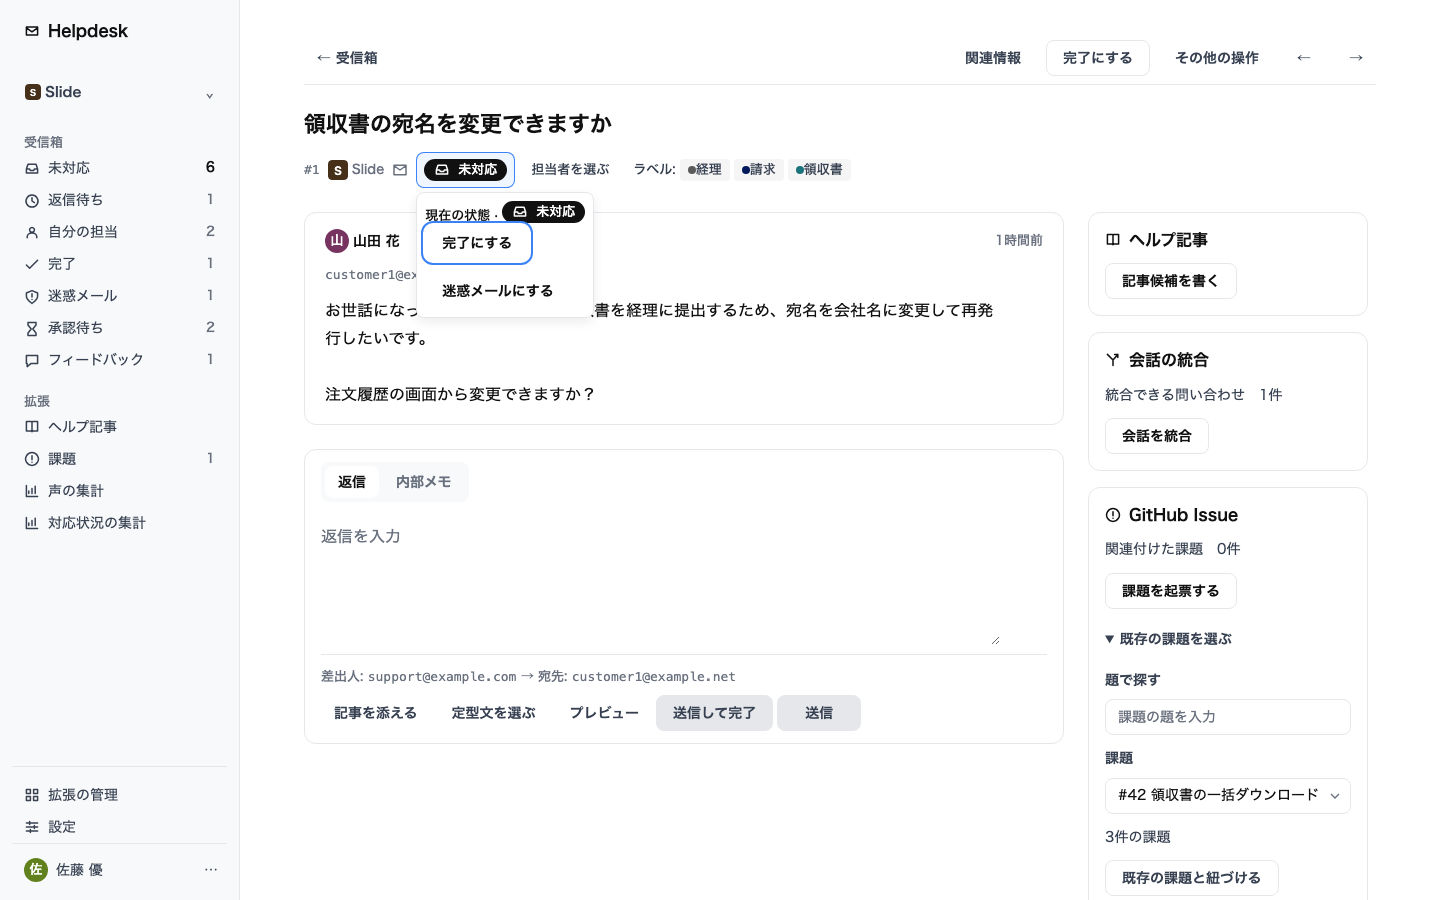 Helpdesk
S Slide
受信箱
未対応 6
返信待ち 1
自分の担当 2
完了 1
迷惑メール 1
承認待ち 2
フィードバック 1
拡張
ヘルプ記事
課題 1
声の集計
対応状況の集計
拡張の管理
設定
佐 佐藤 優 …
← 受信箱
関連情報 完了にする その他の操作 ← →
領収書の宛名を変更できますか
#1 S Slide 未対応 担当者を選ぶ ラベル: 経理 請求 領収書
現在の状態 · 未対応
完了にする
迷惑メールにする
山 山田 花 1時間前
customer1@ex
お世話になっ 書を経理に提出するため、宛名を会社名に変更して再発
行したいです。
注文履歴の画面から変更できますか？
返信 内部メモ
返信を入力
差出人: support@example.com → 宛先: customer1@example.net
記事を添える 定型文を選ぶ プレビュー 送信して完了 送信
ヘルプ記事
記事候補を書く
会話の統合
統合できる問い合わせ 1件
会話を統合
GitHub Issue
関連付けた課題 0件
課題を起票する
▼ 既存の課題を選ぶ
題で探す
課題の題を入力
課題
#42 領収書の一括ダウンロード
3件の課題
既存の課題と紐づける